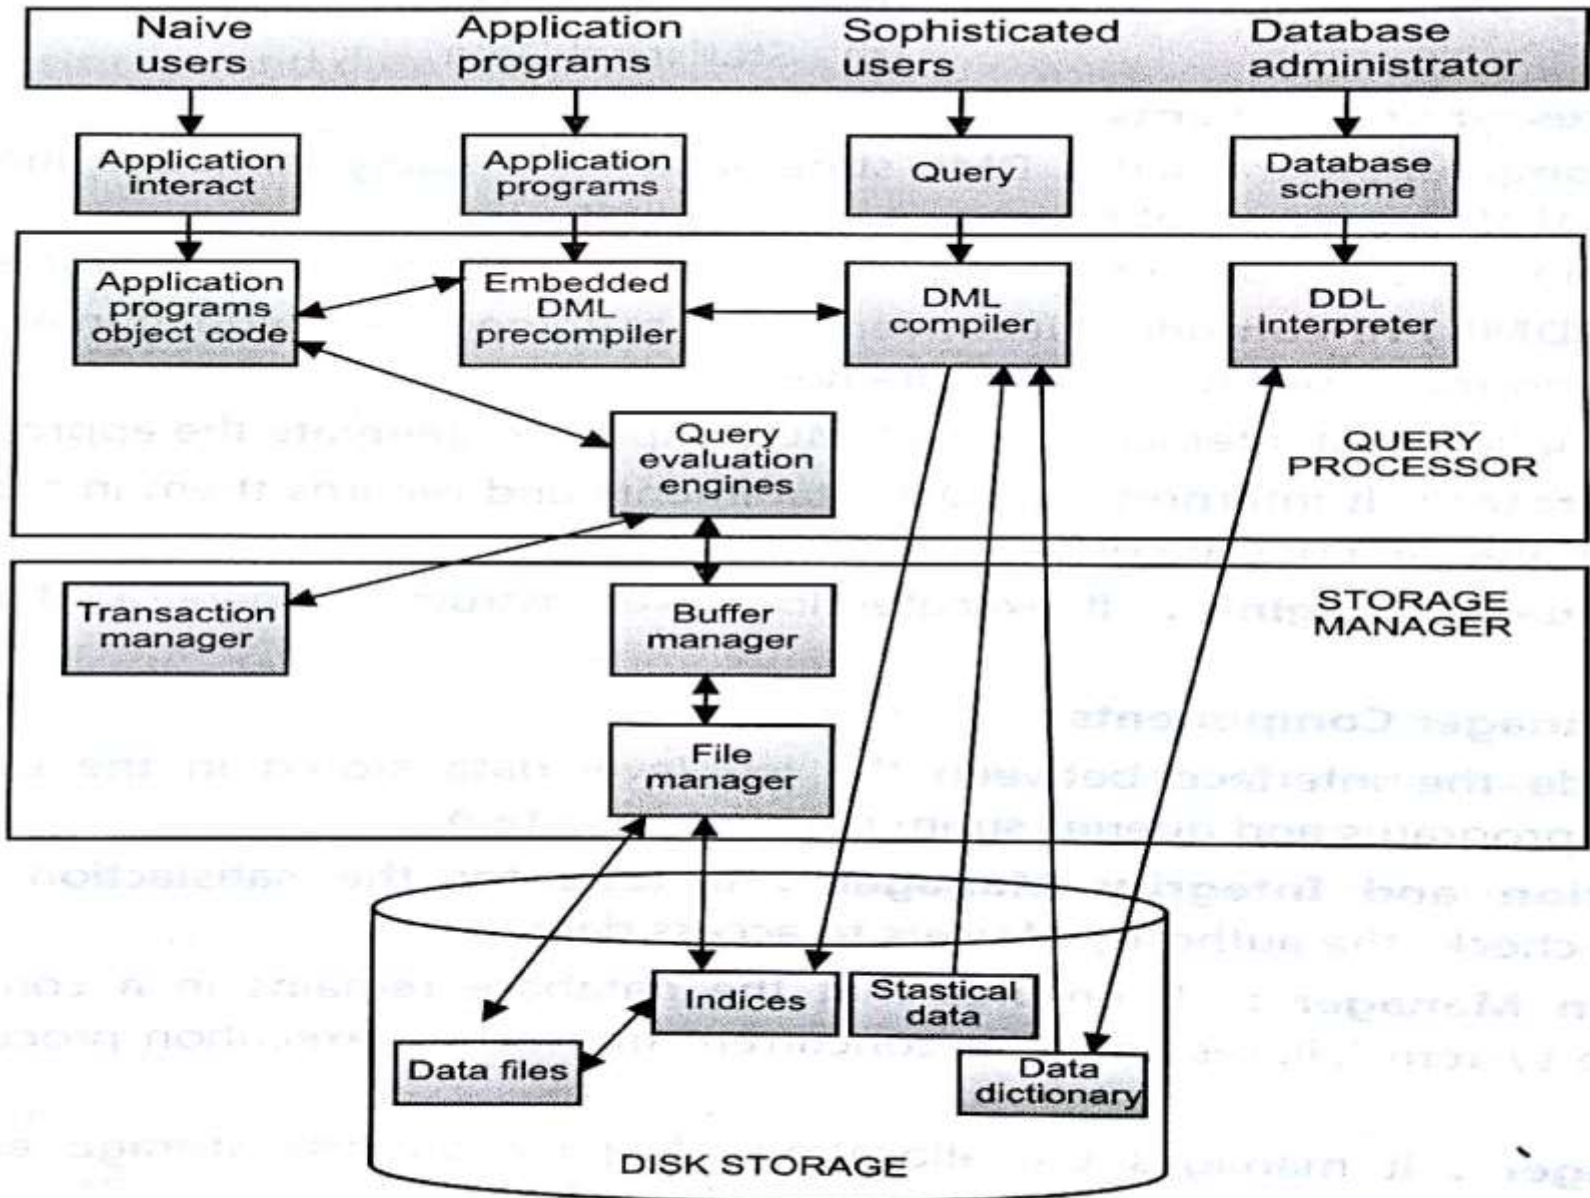 Naive
users
Application
programs
Sophisticated
users
Database
administrator
Application
interact
Application
programs
Query
Database
scheme
Application
programs
object code
Embedded
DML
precompiler
DML
compiler
DDL
interpreter
Query
evaluation
engines
QUERY
PROCESSOR
Transaction
manager
Buffer
manager
STORAGE
MANAGER
File
manager
Indices
Stastical
data
Data files
Data
dictionary
DISK STORAGE